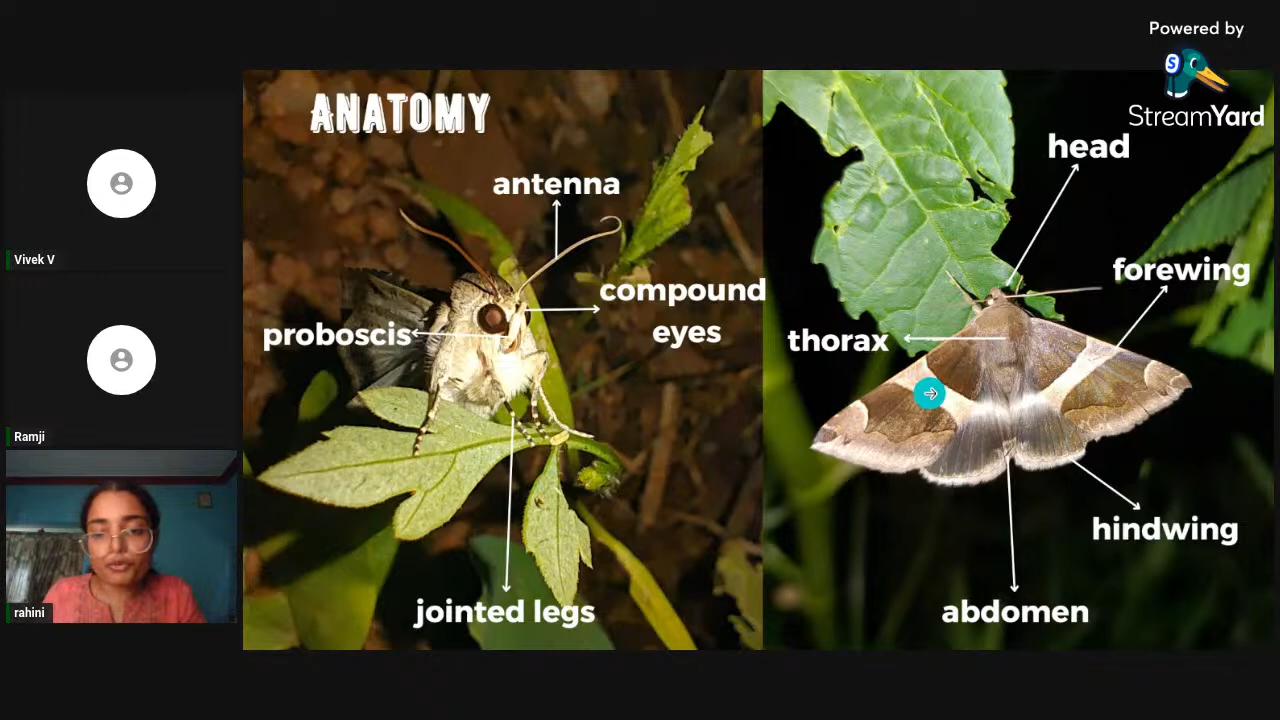 Powered by
S
StreamYard
ANATOMY
antenna
compound
eyes
proboscis
jointed legs
head
forewing
thorax
hindwing
abdomen
Vivek V
Ramji
rahini